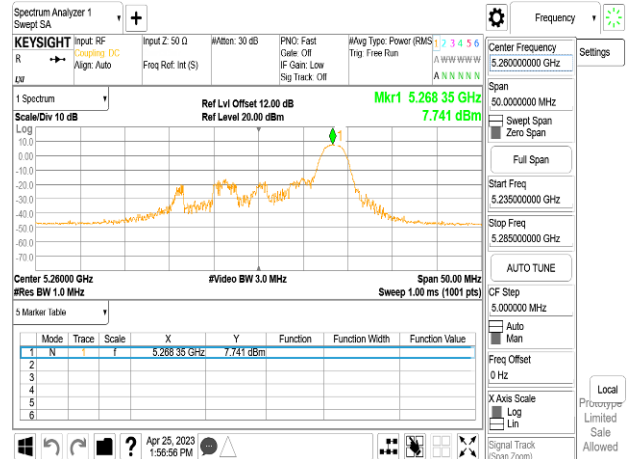 Spectrum Analyzer 1
Swept SA
Frequency
Settings
KEYSIGHT
R
Input: RF
Coupling: DC
Align: Auto
Input Z: 50 Ω
Freq Ref: Int (S)
#Atten: 30 dB
PNO: Fast
Gate: Off
IF Gain: Low
Sig Track: Off
#Avg Type: Power (RMS)
Trig: Free Run
1 2 3 4 5 6
A W W W W W
A N N N N N
1 Spectrum
Scale/Div 10 dB
Ref Lvl Offset 12.00 dB
Ref Level 20.00 dBm
Mkr1 5.268 35 GHz
7.741 dBm
Log
10.0
0.00
-10.0
-20.0
-30.0
-40.0
-50.0
-60.0
-70.0
1
Center 5.26000 GHz
#Res BW 1.0 MHz
#Video BW 3.0 MHz
Span 50.00 MHz
Sweep 1.00 ms (1001 pts)
5 Marker Table
Mode Trace Scale X Y Function Function Width Function Value
1 N 1 f 5.268 35 GHz 7.741 dBm
2
3
4
5
6
Apr 25, 2023
1:56:56 PM
Center Frequency
5.260000000 GHz
Span
50.0000000 MHz
Swept Span
Zero Span
Full Span
Start Freq
5.235000000 GHz
Stop Freq
5.285000000 GHz
AUTO TUNE
CF Step
5.000000 MHz
Auto
Man
Freq Offset
0 Hz
X Axis Scale
Log
Lin
Signal Track
(Span Zoom)
Local
Prototype
Limited
Sale
Allowed